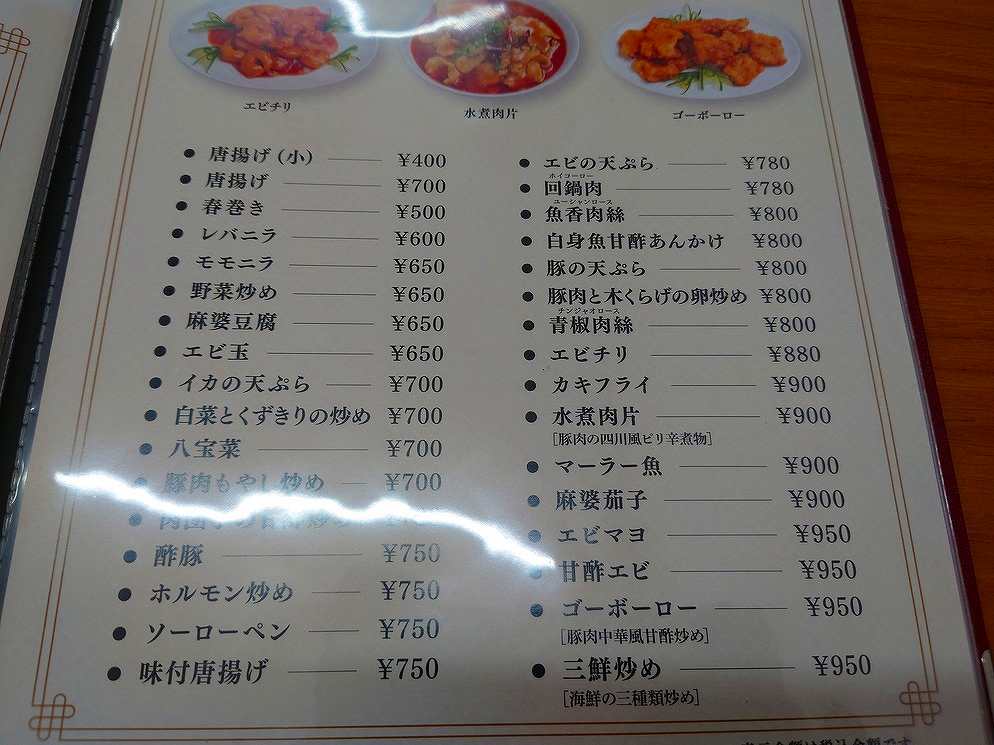 エビチリ
水煮肉片
ゴーボーロー
唐揚げ（小） ¥400
唐揚げ ¥700
春巻き ¥500
レバニラ ¥600
モモニラ ¥650
野菜炒め ¥650
麻婆豆腐 ¥650
エビ玉 ¥650
イカの天ぷら ¥700
白菜とくずきりの炒め ¥700
八宝菜 ¥700
豚肉もやし炒め ¥700
酢豚 ¥750
ホルモン炒め ¥750
ソーローペン ¥750
味付唐揚げ ¥750
エビの天ぷら ¥780
ホイコーロー
回鍋肉 ¥780
ユーシャンロース
魚香肉絲 ¥800
白身魚甘酢あんかけ ¥800
豚の天ぷら ¥800
豚肉と木くらげの卵炒め ¥800
チンジャオロース
青椒肉絲 ¥800
エビチリ ¥880
カキフライ ¥900
水煮肉片 ¥900
[豚肉の四川風ピリ辛煮物]
マーラー魚 ¥900
麻婆茄子 ¥900
エビマヨ ¥950
甘酢エビ ¥950
ゴーボーロー ¥950
[豚肉中華風甘酢炒め]
三鮮炒め ¥950
[海鮮の三種類炒め]